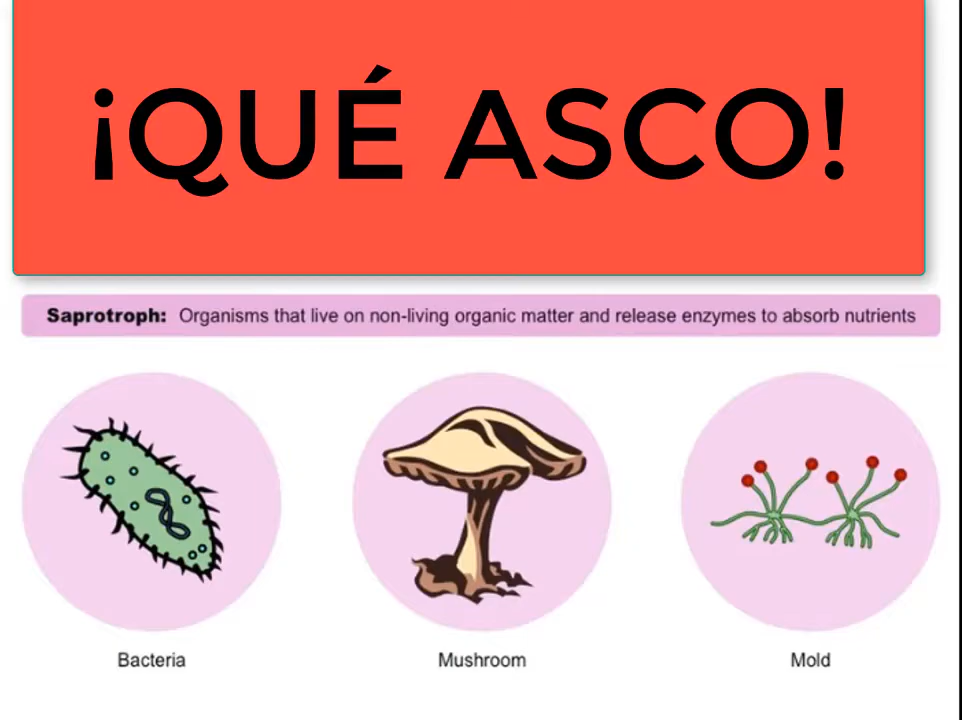 ¡QUÉ ASCO!
Saprotroph: Organisms that live on non-living organic matter and release enzymes to absorb nutrients
Bacteria
Mushroom
Mold